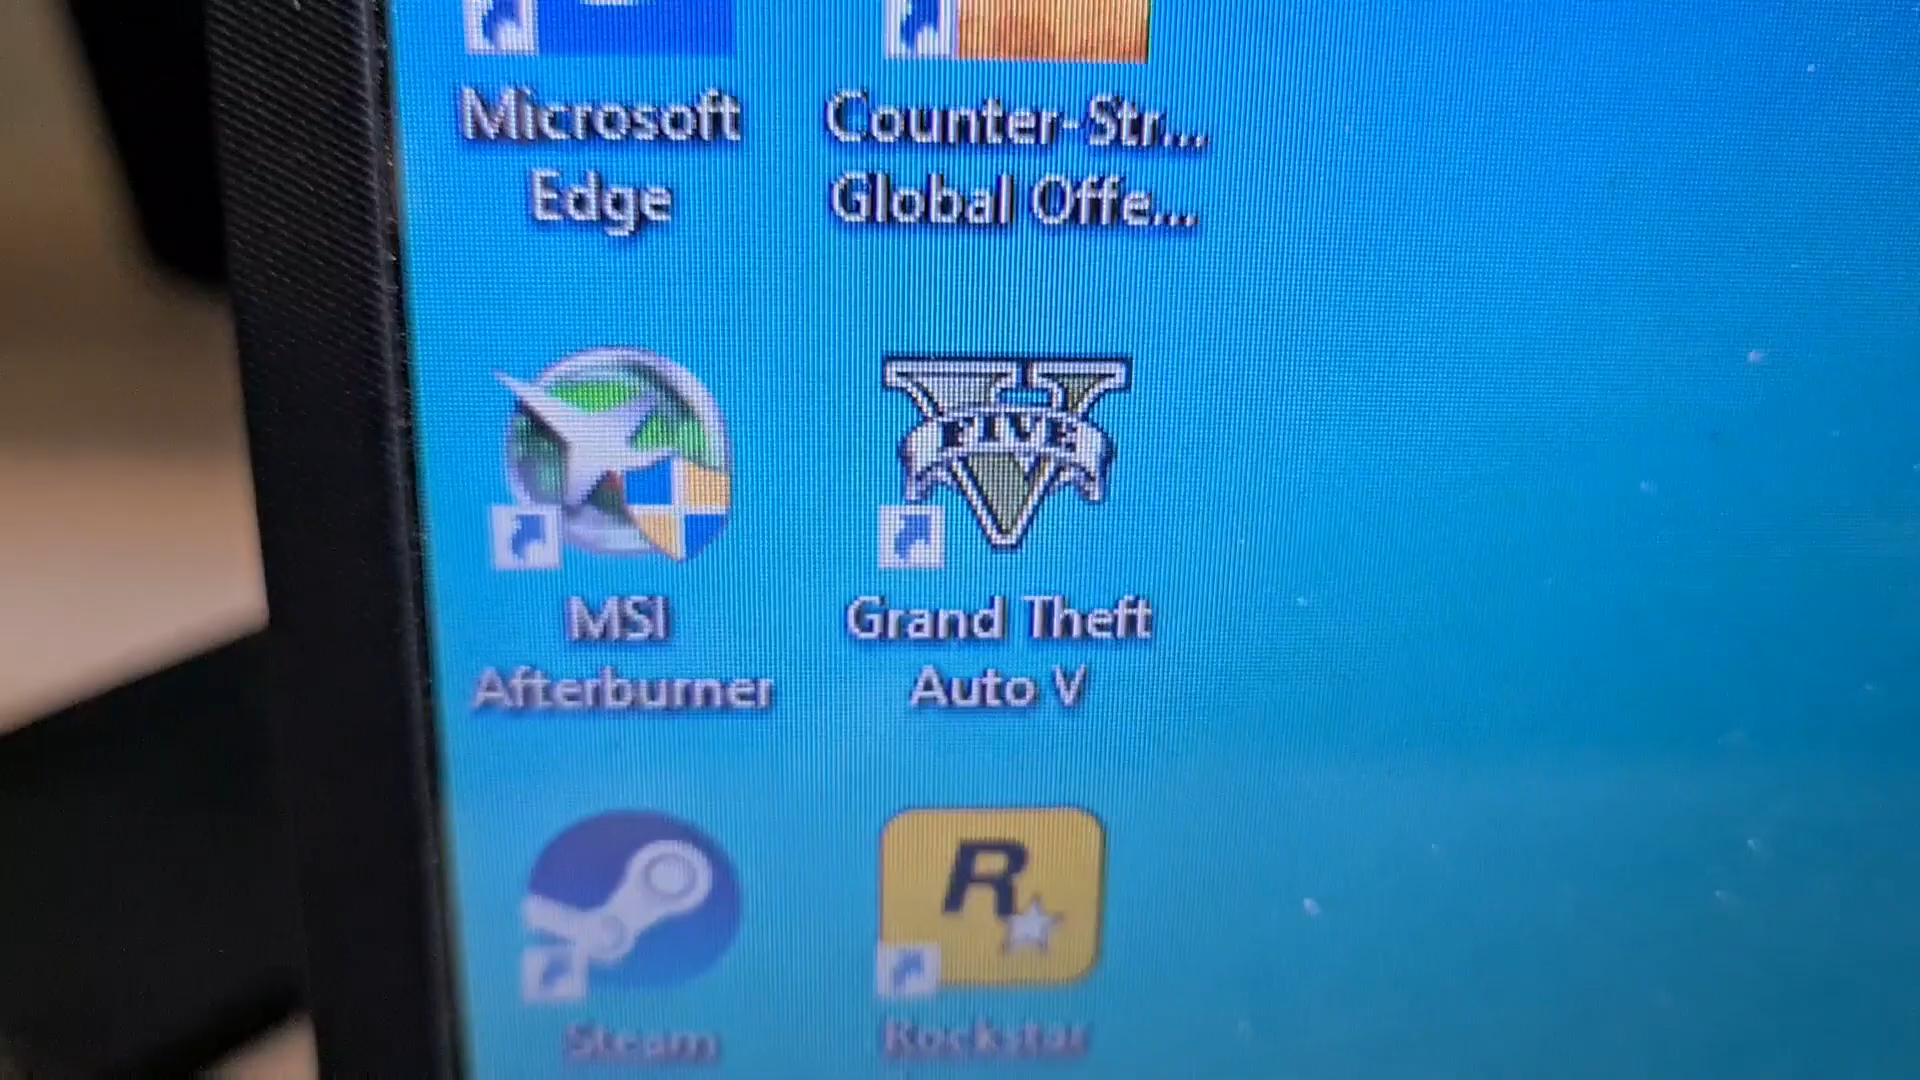 Microsoft
Edge
Counter-Str...
Global Offe...
MSI
Afterburner
FIVE
Grand Theft
Auto V
Steam
R
Rockstar